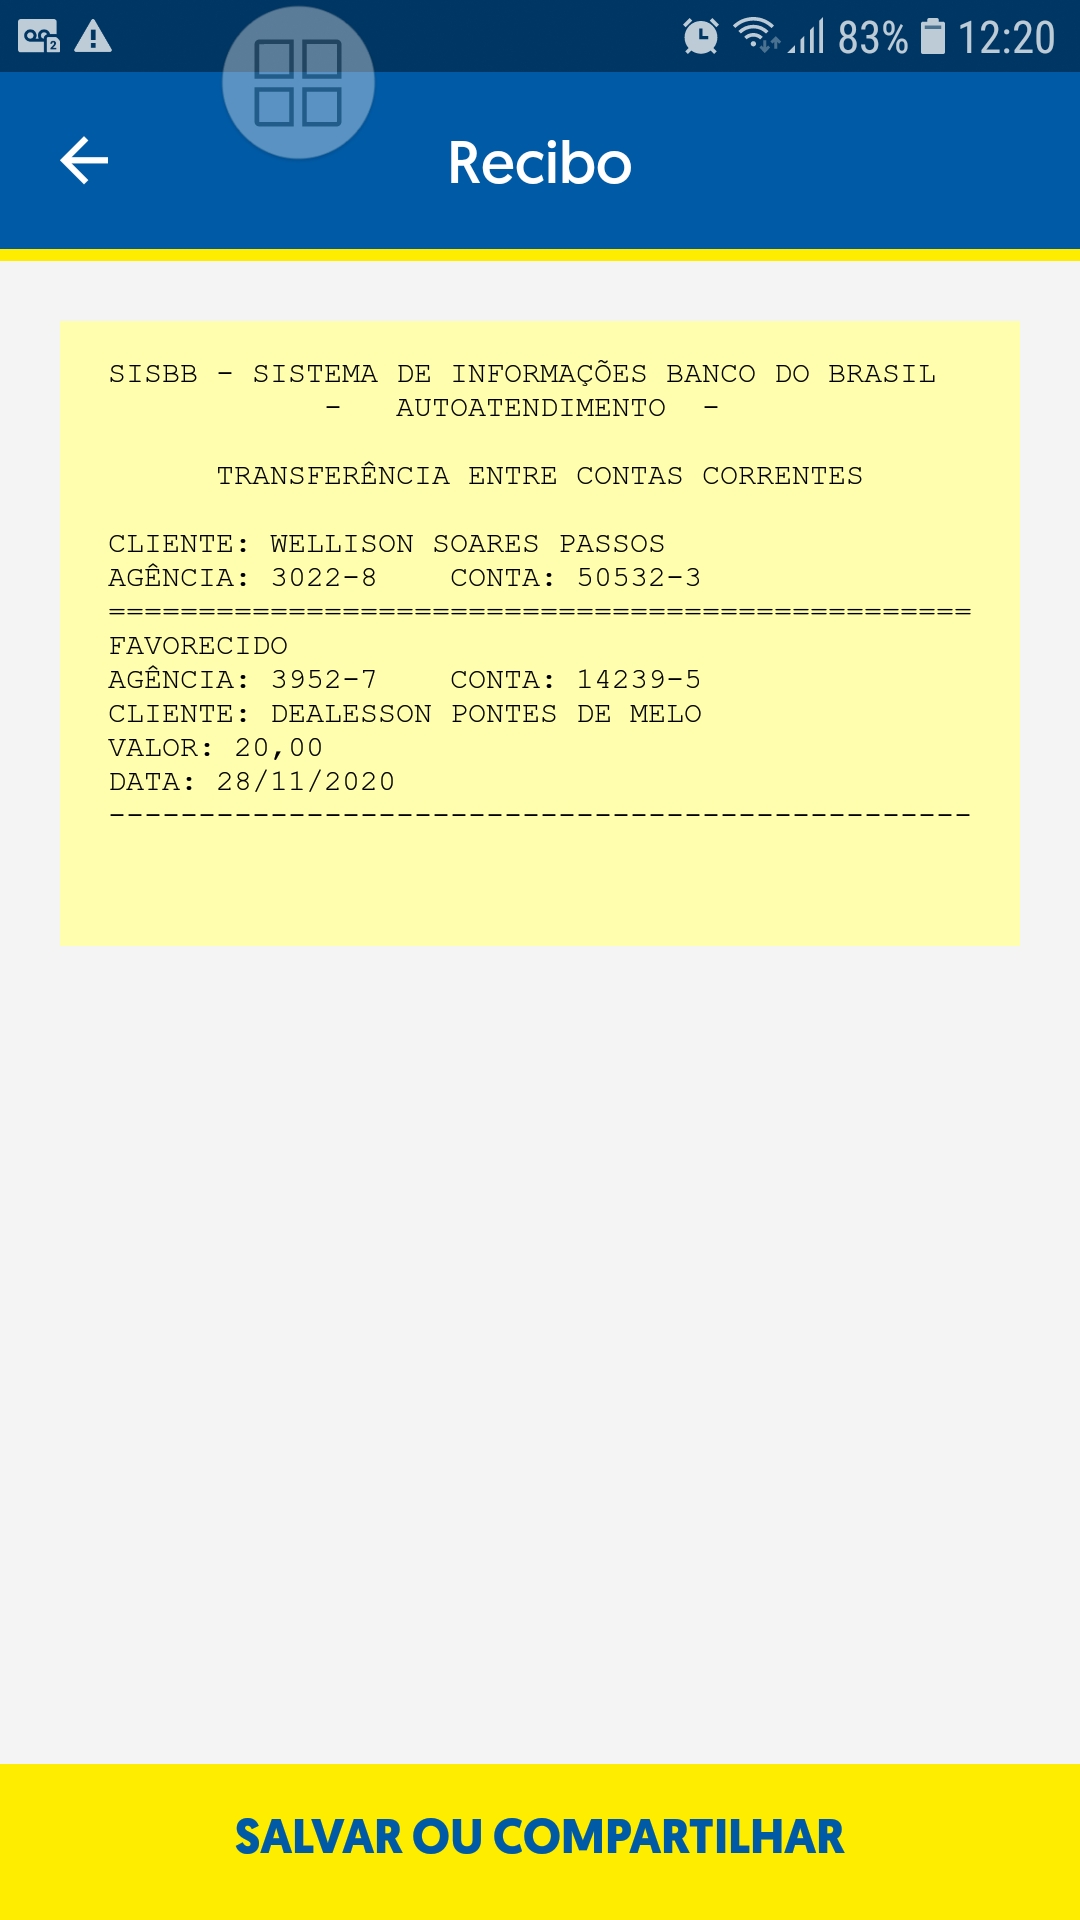 83% 12:20
Recibo
SISBB - SISTEMA DE INFORMAÇÕES BANCO DO BRASIL
- AUTOATENDIMENTO -
TRANSFERÊNCIA ENTRE CONTAS CORRENTES
CLIENTE: WELLISON SOARES PASSOS
AGÊNCIA: 3022-8 CONTA: 50532-3
================================================
FAVORECIDO
AGÊNCIA: 3952-7 CONTA: 14239-5
CLIENTE: DEALESSON PONTES DE MELO
VALOR: 20,00
DATA: 28/11/2020
------------------------------------------------
SALVAR OU COMPARTILHAR